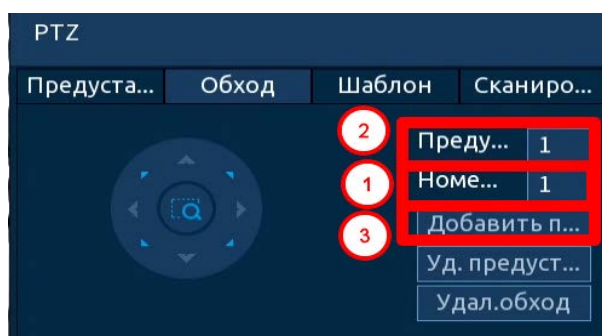 PTZ
Предуста... Обход Шаблон Сканиро...
2 Преду... 1
1 Номе... 1
3 Добавить п...
Уд. предуст...
Удал.обход